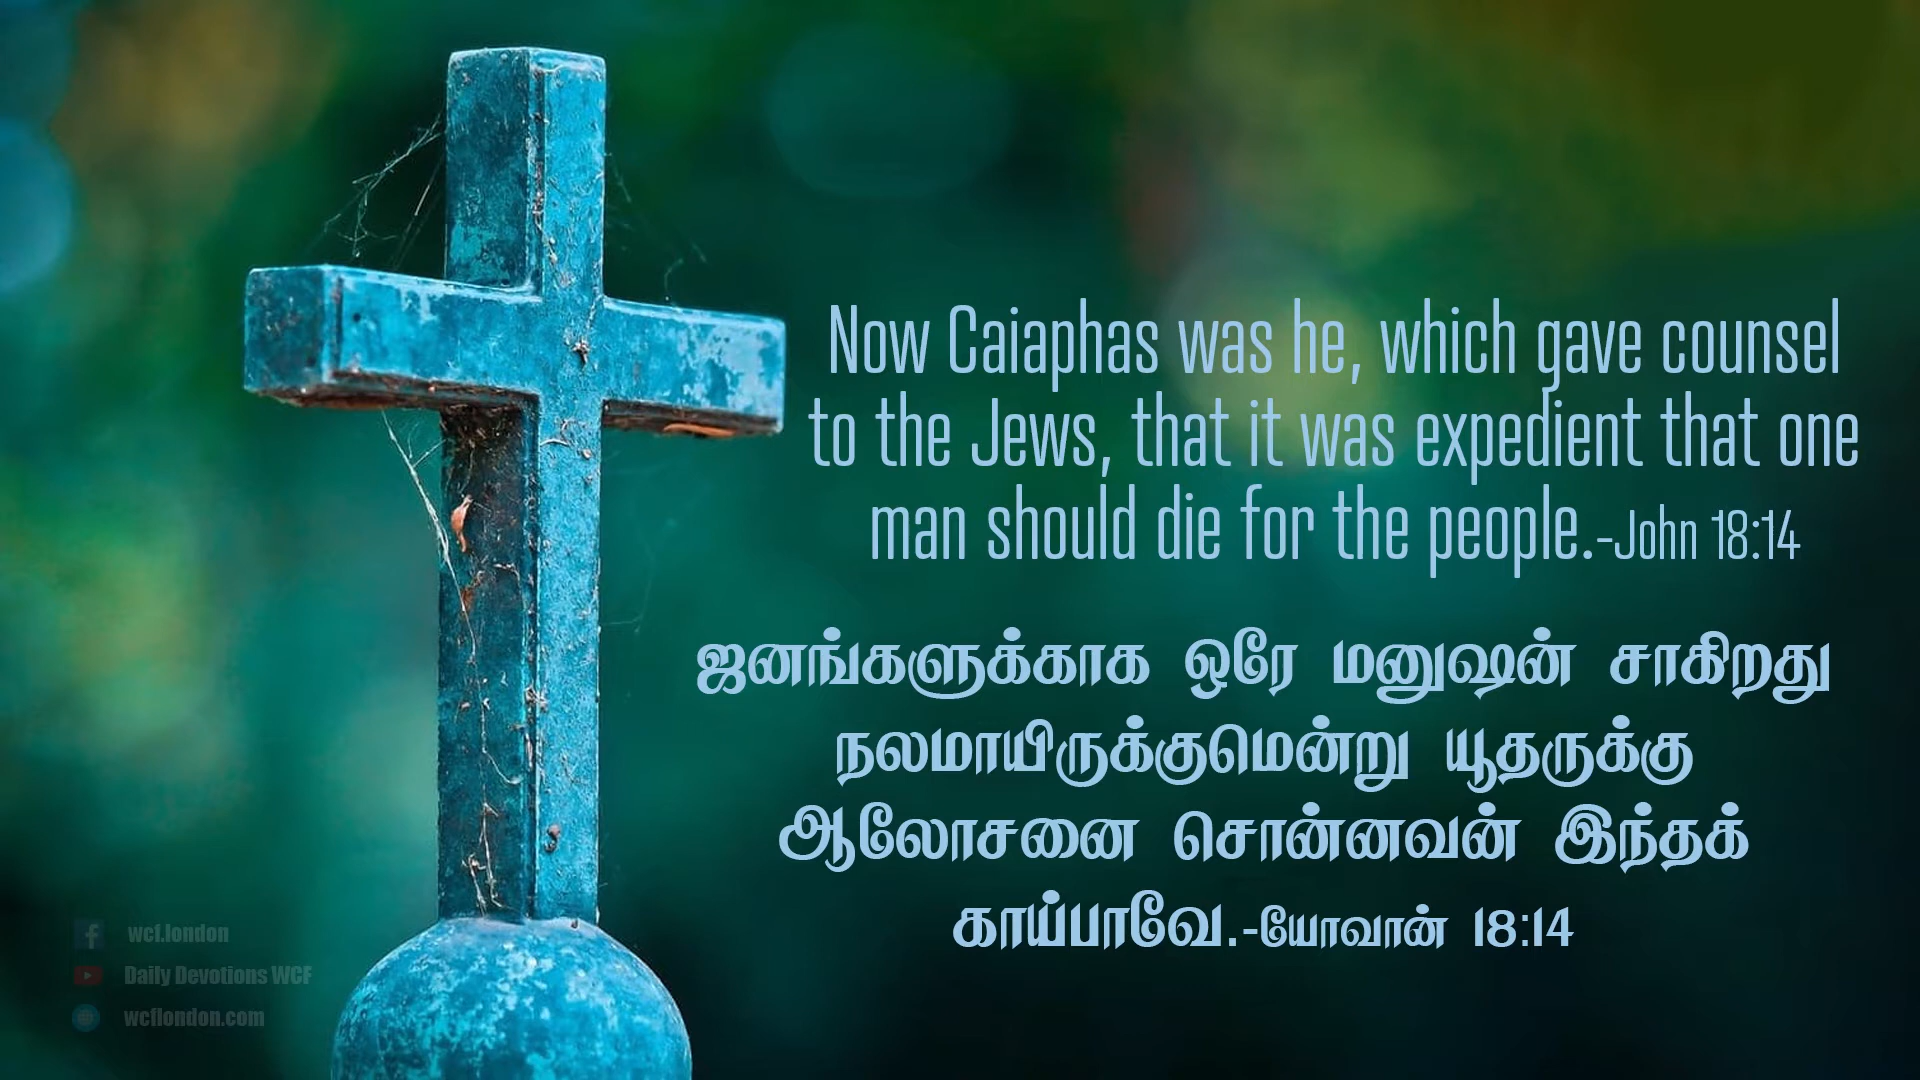 Now Caiaphas was he, which gave counsel
to the Jews, that it was expedient that one
man should die for the people.-John 18:14
ஜனங்களுக்காக ஒரே மனுஷன் சாகிறது
நலமாயிருக்குமென்று யூதருக்கு
ஆலோசனை சொன்னவன் இந்தக்
காய்பாவே.-யோவான் 18:14
wcf.london
Daily Devotions WCF
wcflondon.com